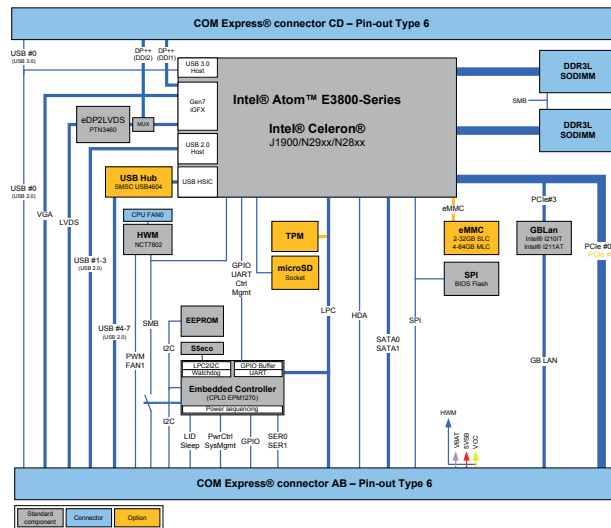 COM Express® connector CD – Pin-out Type 6
USB #0
(USB 3.0)
DP++
(DDI2)
DP++
(DDI1)
USB 3.0
Host
Gen7
iGFX
USB 2.0
Host
USB HSIC
Intel® Atom™ E3800-Series
Intel® Celeron®
J1900/N29xx/N28xx
DDR3L
SODIMM
SMB
DDR3L
SODIMM
eDP2LVDS
PTN3460
MUX
USB Hub
SMSC USB4604
USB #0
(USB 2.0)
VGA
LVDS
USB #1-3
(USB 2.0)
USB #4-7
(USB 2.0)
CPU FAN0
HWM
NCT7802
PWM
FAN1
SMB
I2C
EEPROM
S5eco
GPIO
UART
Ctrl
Mgmt
TPM
microSD
Socket
LPC
HDA
SATA0
SATA1
SPI
eMMC
eMMC
2-32GB SLC
4-64GB MLC
SPI
BIOS Flash
PCIe#3
GBLan
Intel® I210IT
Intel® I211AT
PCIe #0
PCIe #
GB LAN
LPC2I2C
Watchdog
GPIO Buffer
UART
Embedded Controller
(CPLD EPM1270)
Power sequencing
I2C
LID
Sleep
PwrCtrl
SysMgmt
GPIO
SER0
SER1
HWM
VBAT
5VSB
VCC
COM Express® connector AB – Pin-out Type 6
Standard
component
Connector
Option